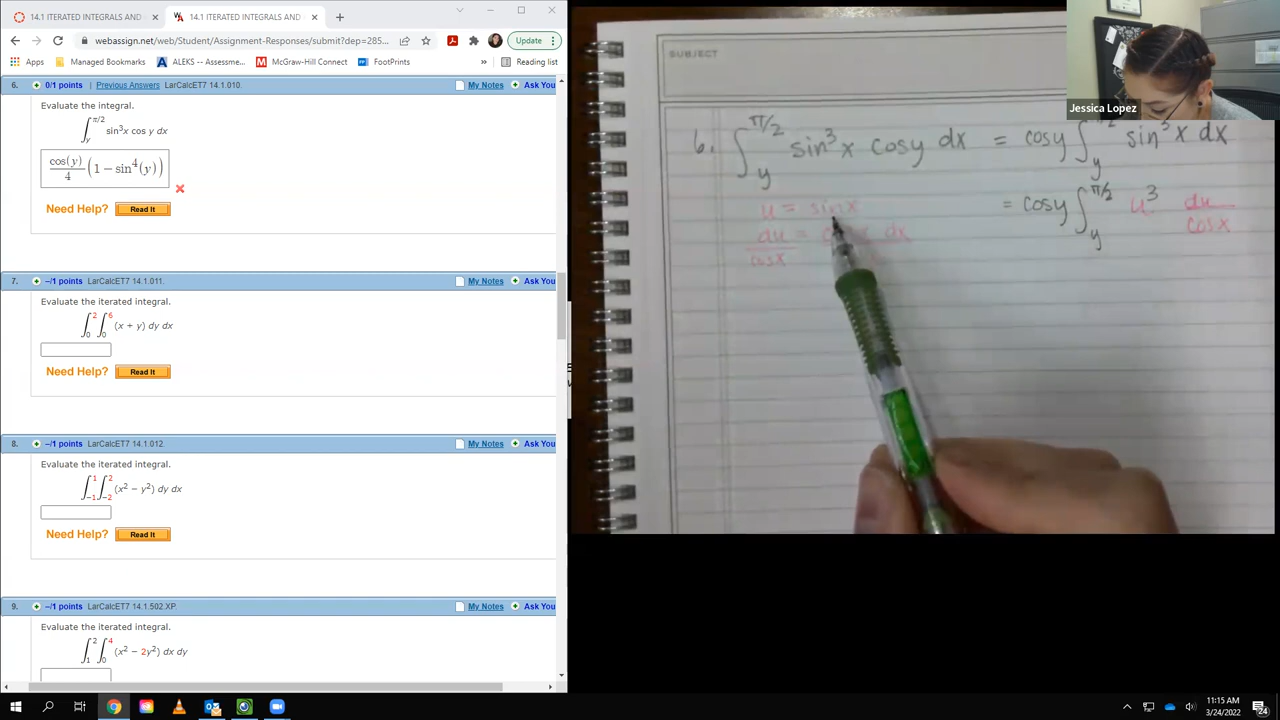 14.1 ITERATED INTEGRALS AND
14.1 ITERATED INTEGRALS AND
webassign.net/web/Student/Assignment-Responses/submit?dep=285...
Update
Apps
Managed Bookmarks
ALEKS -- Assessme...
McGraw-Hill Connect
FootPrints
Reading list
6.
0/1 points | Previous Answers LarCalcET7 14.1.010.
My Notes
Ask You
Evaluate the integral.
∫_y^{π/2} sin³x cos y dx
cos(y)/4 (1 − sin⁴(y))
Need Help? Read It
7.
–/1 points LarCalcET7 14.1.011.
My Notes
Ask You
Evaluate the iterated integral.
∫_0^2 ∫_0^6 (x + y) dy dx
Need Help? Read It
8.
–/1 points LarCalcET7 14.1.012.
My Notes
Ask You
Evaluate the iterated integral.
∫_{−1}^1 ∫_{−2}^2 (x² − y²) dy dx
Need Help? Read It
9.
–/1 points LarCalcET7 14.1.502.XP.
My Notes
Ask You
Evaluate the iterated integral.
∫_1^2 ∫_0^4 (x² − 2y²) dx dy
SUBJECT
Jessica Lopez
6. ∫_y^{π/2} sin³x cosy dx = cosy ∫_y sin³x dx
u = sinx
= cosy ∫_y^{π/2} u³ du/cosx
du = dx
cosx
11:15 AM
3/24/2022
24